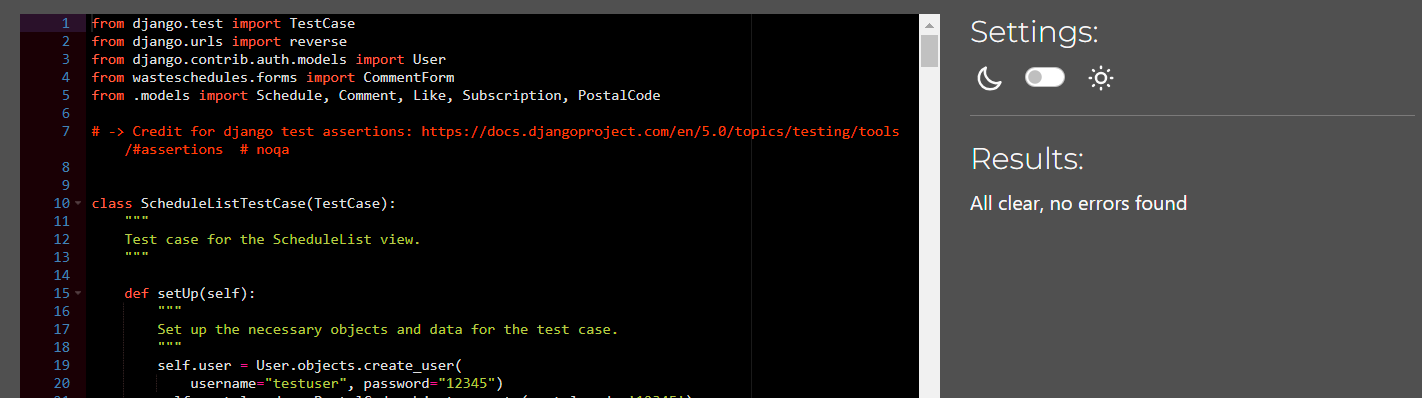 1 from django.test import TestCase
2 from django.urls import reverse
3 from django.contrib.auth.models import User
4 from wasteschedules.forms import CommentForm
5 from .models import Schedule, Comment, Like, Subscription, PostalCode
6
7 # -> Credit for django test assertions: https://docs.djangoproject.com/en/5.0/topics/testing/tools
/#assertions  # noqa
8
9
10 class ScheduleListTestCase(TestCase):
11     """
12     Test case for the ScheduleList view.
13     """
14
15     def setUp(self):
16         """
17         Set up the necessary objects and data for the test case.
18         """
19         self.user = User.objects.create_user(
20             username="testuser", password="12345")
Settings:
Results:
All clear, no errors found